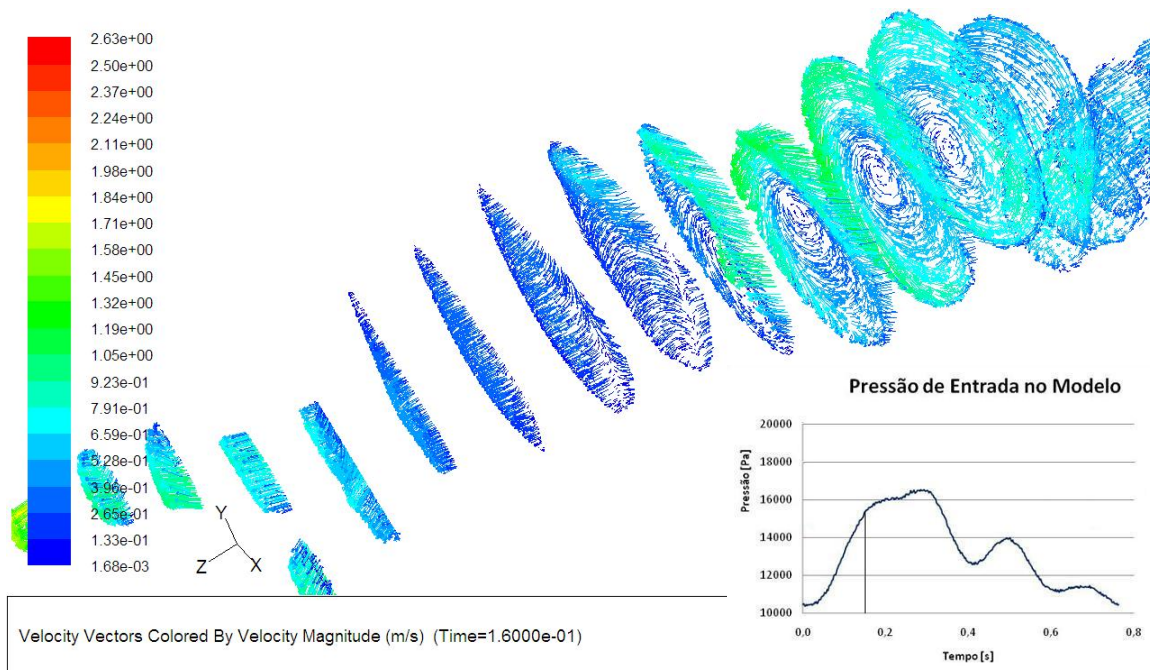 2.63e+00
2.50e+00
2.37e+00
2.24e+00
2.11e+00
1.98e+00
1.84e+00
1.71e+00
1.58e+00
1.45e+00
1.32e+00
1.19e+00
1.05e+00
9.23e-01
7.91e-01
6.59e-01
5.28e-01
3.96e-01
2.65e-01
1.33e-01
1.68e-03
Y
Z
X
Velocity Vectors Colored By Velocity Magnitude (m/s) (Time=1.6000e-01)
Pressão de Entrada no Modelo
Pressão [Pa]
20000
18000
16000
14000
12000
10000
0,0
0,2
0,4
0,6
0,8
Tempo [s]